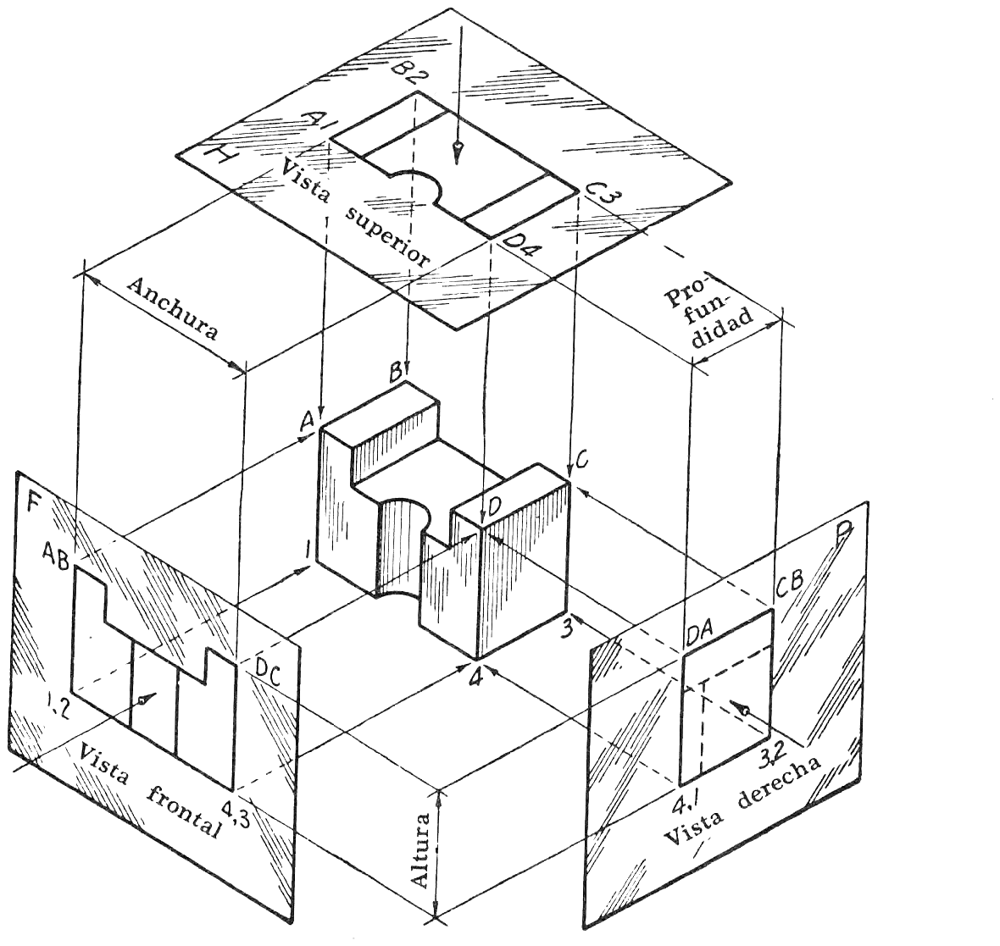 B2
A1
H
Vista superior
C3
D4
Anchura
Pro-
fun-
didad
B
A
C
D
F
AB
1
P
CB
3
DA
4
DC
1,2
3,2
Vista frontal
4,3
4,1
Vista derecha
Altura